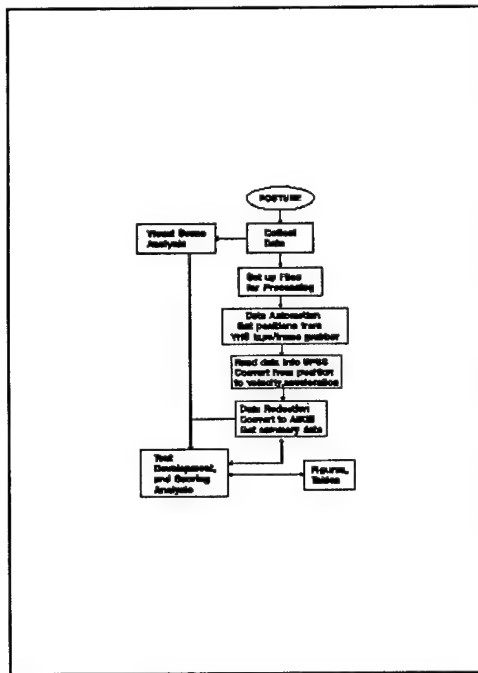 POSTURE
Collect
Data
Visual Scene
Analysis
Set up Files
for Processing
Data Automation
Get positions from
VHS tape/frame grabber
Read data into SPSS
Convert from position
to velocity, acceleration
Data Reduction
Convert to ASCII
Get summary data
Text
Development,
and Scoring
Analysis
Figures,
Tables